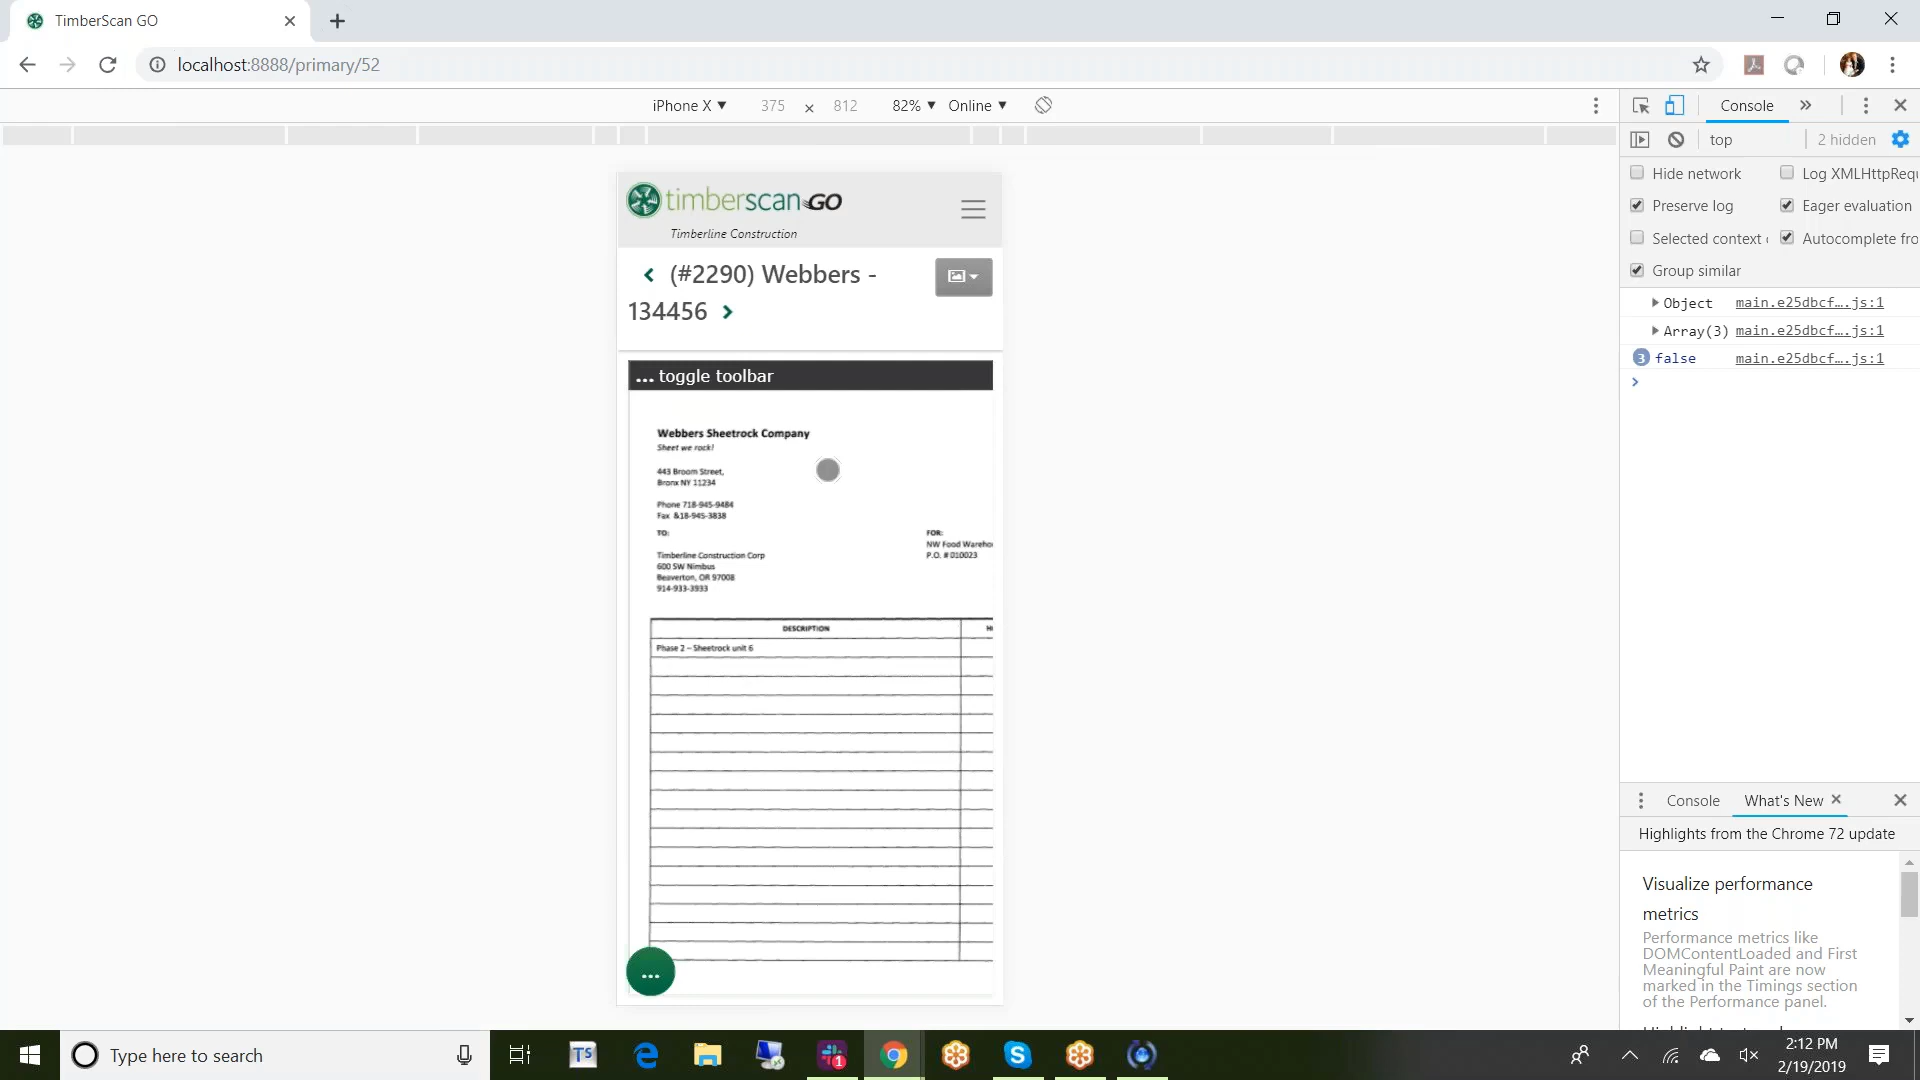 TimberScan GO
localhost:8888/primary/52
iPhone X ▼ 375 x 812 82% ▼ Online ▼
Console
top
2 hidden
Hide network
Log XMLHttpRequ
Preserve log
Eager evaluation
Selected context
Autocomplete fro
Group similar
Object main.e25dbcf….js:1
Array(3) main.e25dbcf….js:1
3 false main.e25dbcf….js:1
timberscan GO
Timberline Construction
(#2290) Webbers -
134456
... toggle toolbar
Webbers Sheetrock Company
Sheet we rock!
443 Broom Street,
Bronx NY 11234
Phone 718-945-9484
Fax &18-945-3838
TO:
FOR:
NW Food Wareho
P.O. # 010023
Timberline Construction Corp
600 SW Nimbus
Beaverton, OR 97008
914-933-3933
DESCRIPTION
H
Phase 2 – Sheetrock unit 6
...
Console What's New
Highlights from the Chrome 72 update
Visualize performance
metrics
Performance metrics like
DOMContentLoaded and First
Meaningful Paint are now
marked in the Timings section
of the Performance panel.
Type here to search
TS
1
2:12 PM
2/19/2019